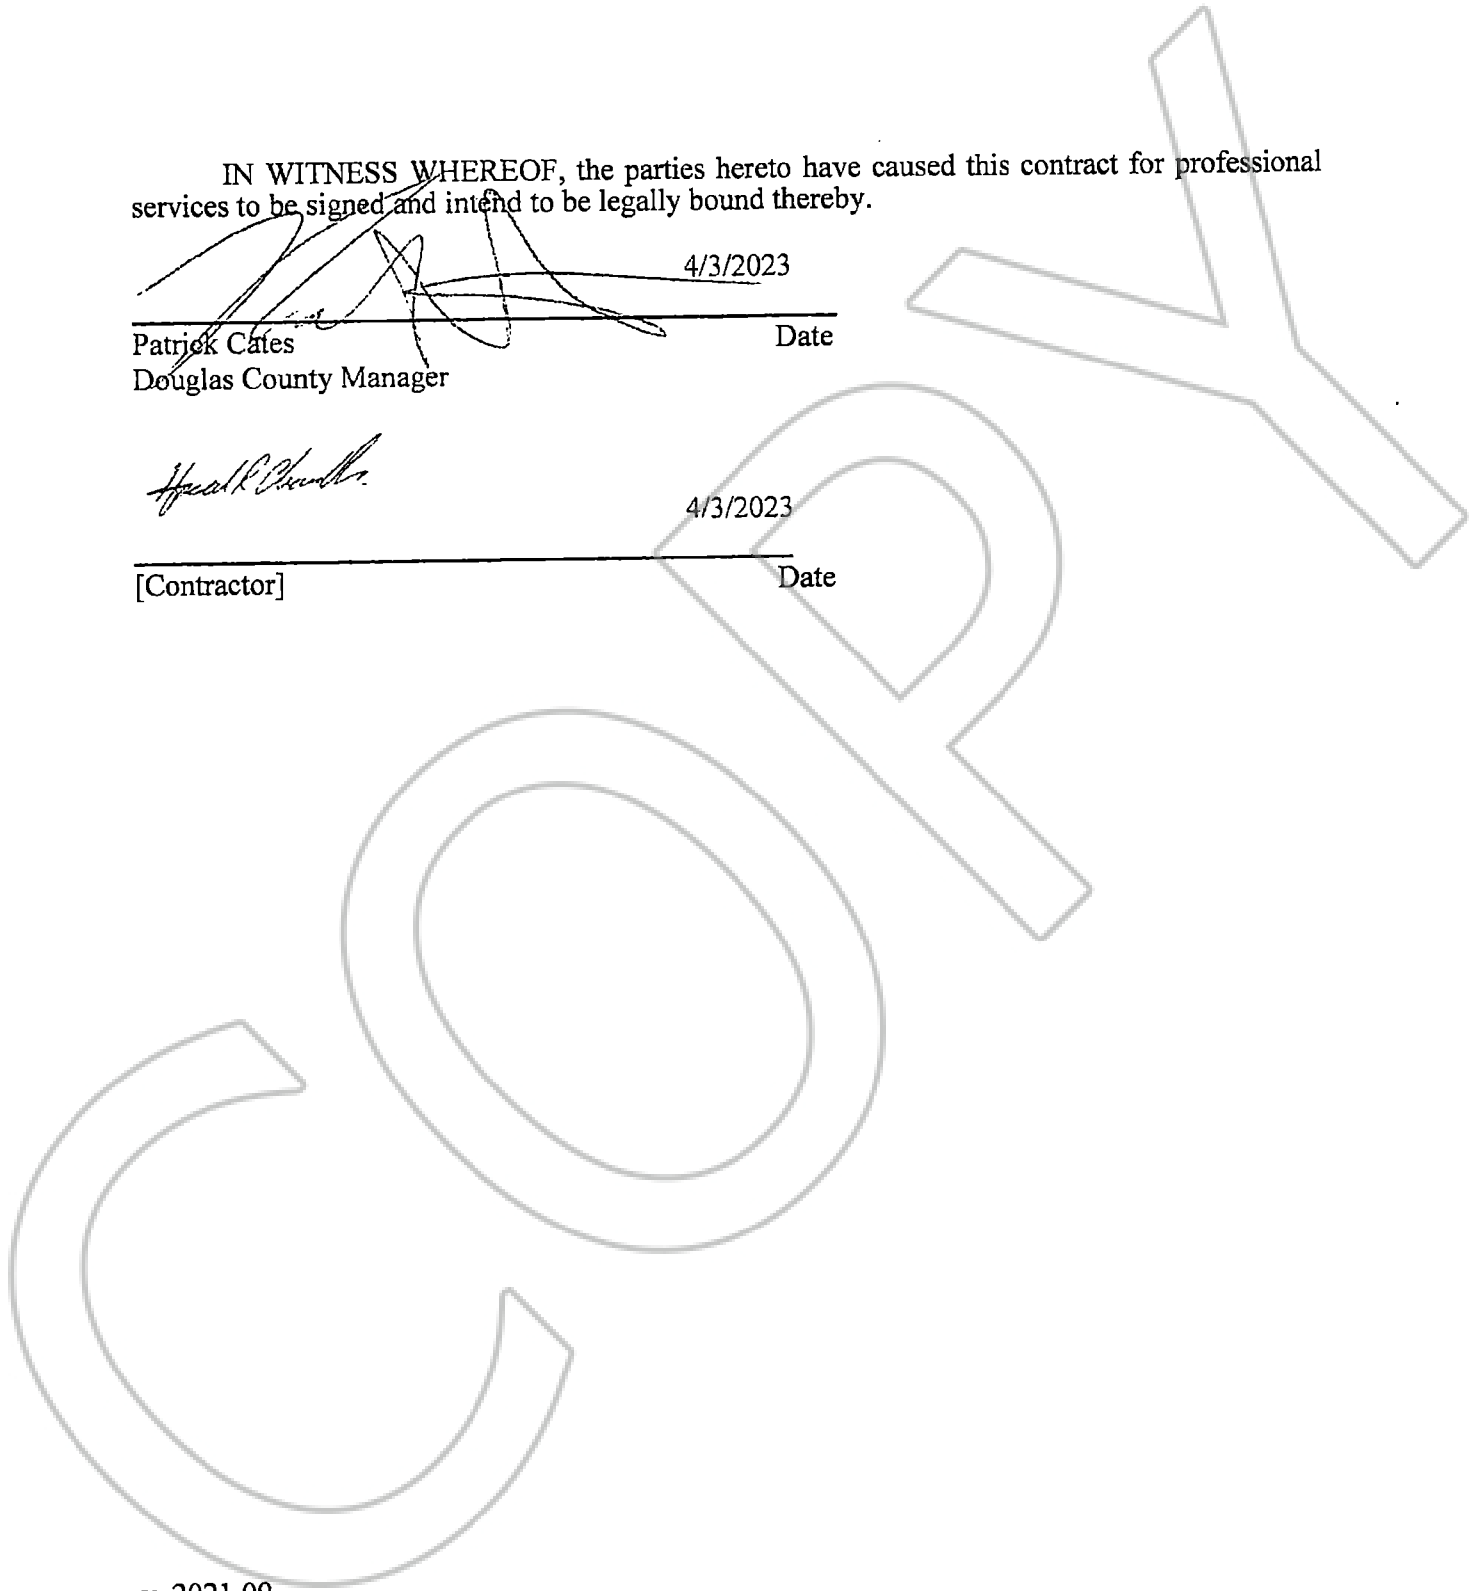 IN WITNESS WHEREOF, the parties hereto have caused this contract for professional
services to be signed and intend to be legally bound thereby.
4/3/2023
Patrick Cates Date
Douglas County Manager
4/3/2023
[Contractor] Date
COPY